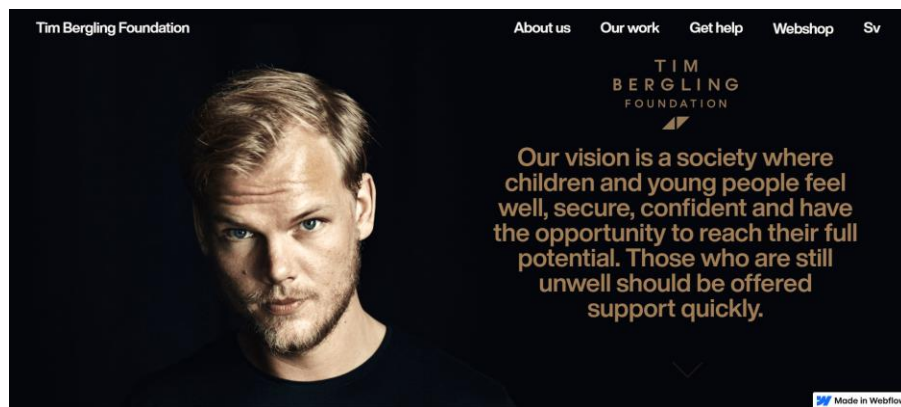 Tim Bergling Foundation
About us
Our work
Get help
Webshop
Sv
TIM
BERGLING
FOUNDATION
Our vision is a society where
children and young people feel
well, secure, confident and have
the opportunity to reach their full
potential. Those who are still
unwell should be offered
support quickly.
Made in Webflow